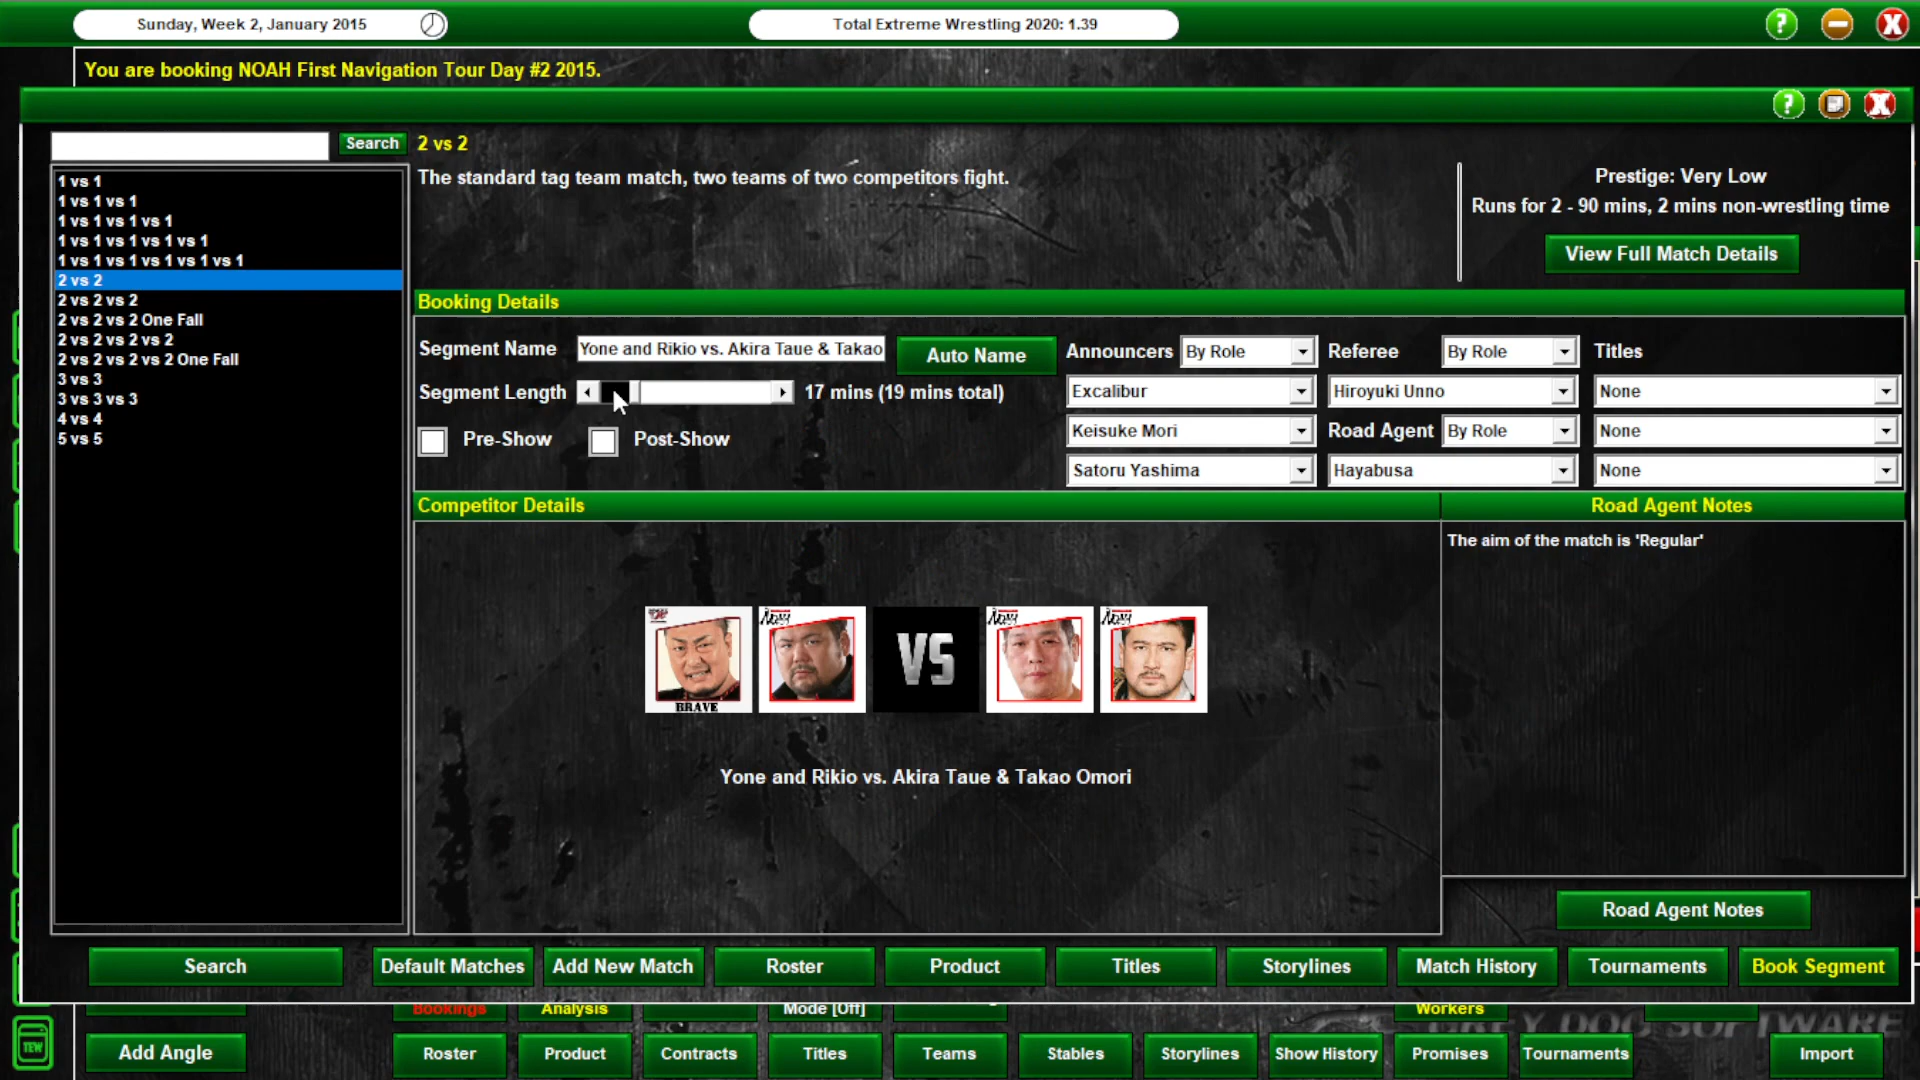 Sunday, Week 2, January 2015
Total Extreme Wrestling 2020: 1.39
You are booking NOAH First Navigation Tour Day #2 2015.
Search
2 vs 2
The standard tag team match, two teams of two competitors fight.
Prestige: Very Low
Runs for 2 - 90 mins, 2 mins non-wrestling time
View Full Match Details
1 vs 1
1 vs 1 vs 1
1 vs 1 vs 1 vs 1
1 vs 1 vs 1 vs 1 vs 1
1 vs 1 vs 1 vs 1 vs 1 vs 1
2 vs 2
2 vs 2 vs 2
2 vs 2 vs 2 One Fall
2 vs 2 vs 2 vs 2
2 vs 2 vs 2 vs 2 One Fall
3 vs 3
3 vs 3 vs 3
4 vs 4
5 vs 5
Booking Details
Segment Name
Yone and Rikio vs. Akira Taue & Takao
Auto Name
Announcers
By Role
Referee
By Role
Titles
Segment Length
17 mins (19 mins total)
Excalibur
Hiroyuki Unno
None
Pre-Show
Post-Show
Keisuke Mori
Road Agent
By Role
None
Satoru Yashima
Hayabusa
None
Competitor Details
Road Agent Notes
The aim of the match is 'Regular'
NOAH
VS
NOAH
NOAH
BRAVE
Yone and Rikio vs. Akira Taue & Takao Omori
Road Agent Notes
Search
Default Matches
Add New Match
Roster
Product
Titles
Storylines
Match History
Tournaments
Book Segment
Bookings
Analysis
Mode [Off]
Workers
GREY DOG SOFTWARE
TEW
Add Angle
Roster
Product
Contracts
Titles
Teams
Stables
Storylines
Show History
Promises
Tournaments
Import